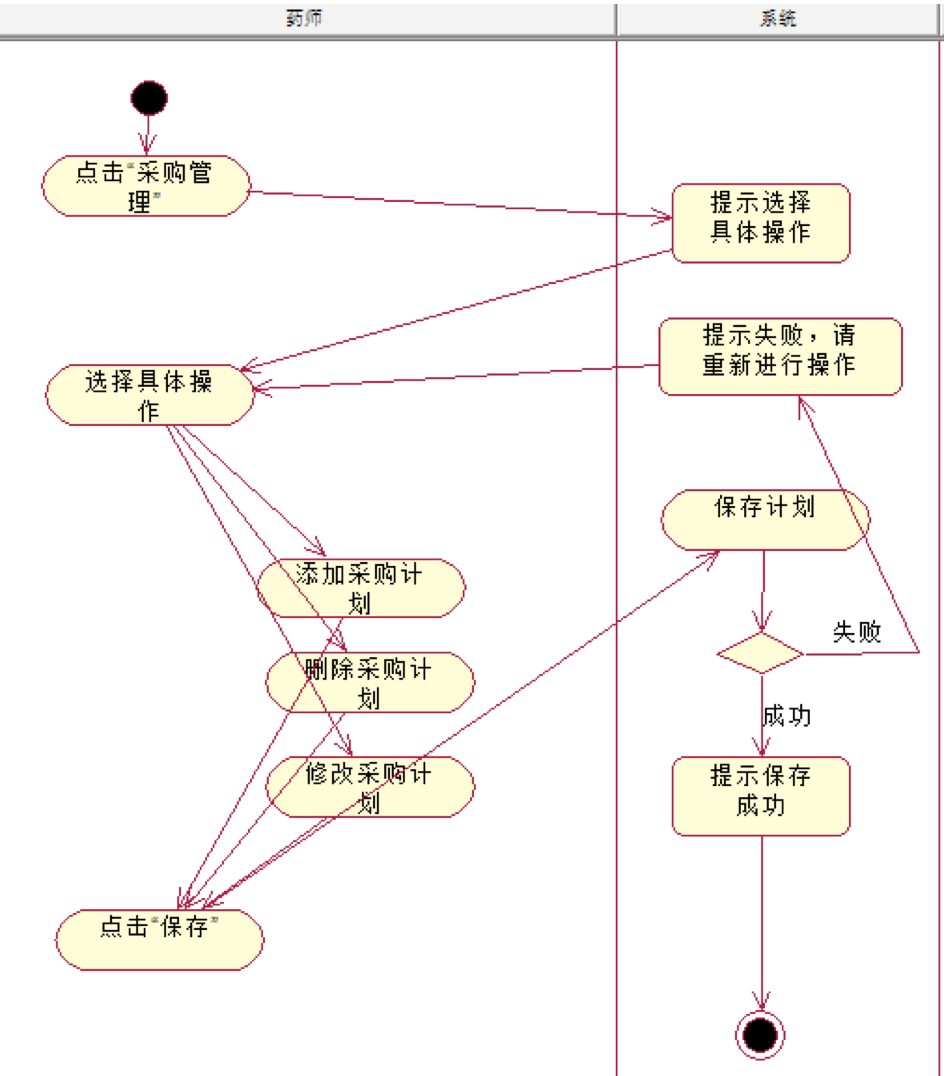 药师
系统
点击“采购管
理”
提示选择
具体操作
提示失败，请
重新进行操作
选择具体操
作
保存计划
添加采购计
划
失败
删除采购计
划
成功
修改采购计
划
提示保存
成功
点击“保存”